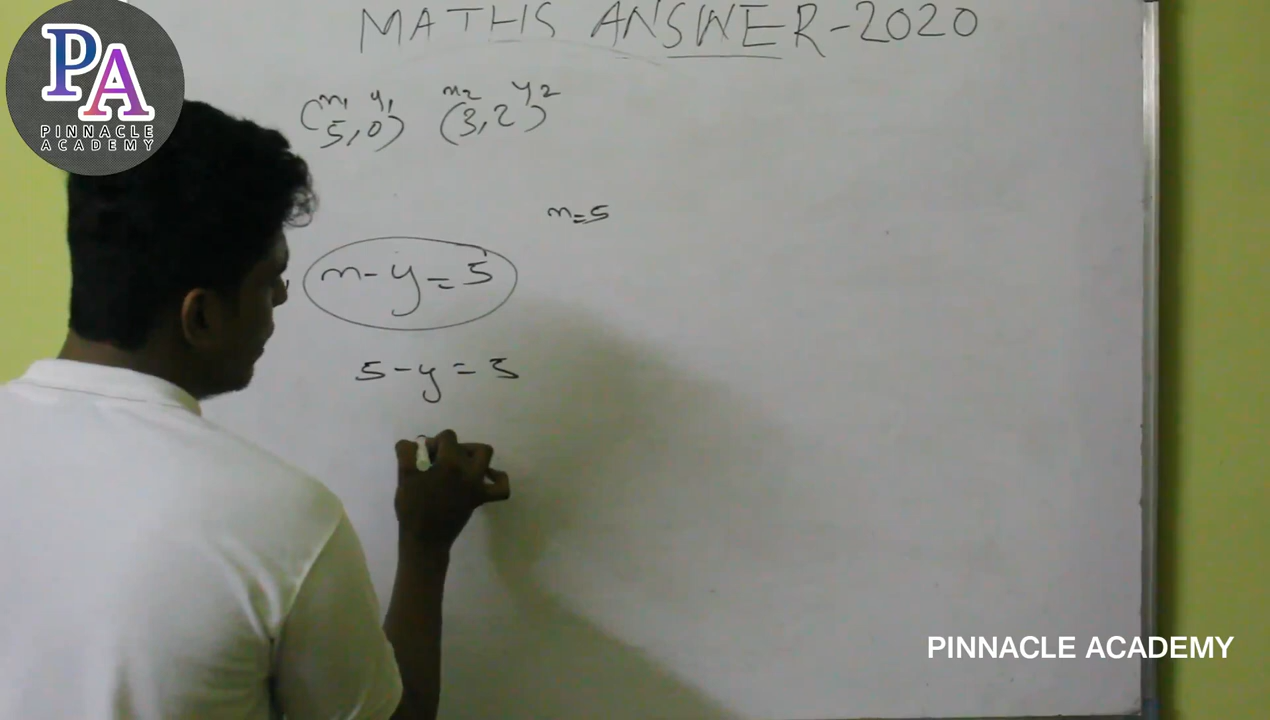 PA
PINNACLE
ACADEMY
MATHS ANSWER-2020
x₁ y₁ x₂ y₂
(5,0) (3,2)
x=5
x-y=5
5-y=5
PINNACLE ACADEMY